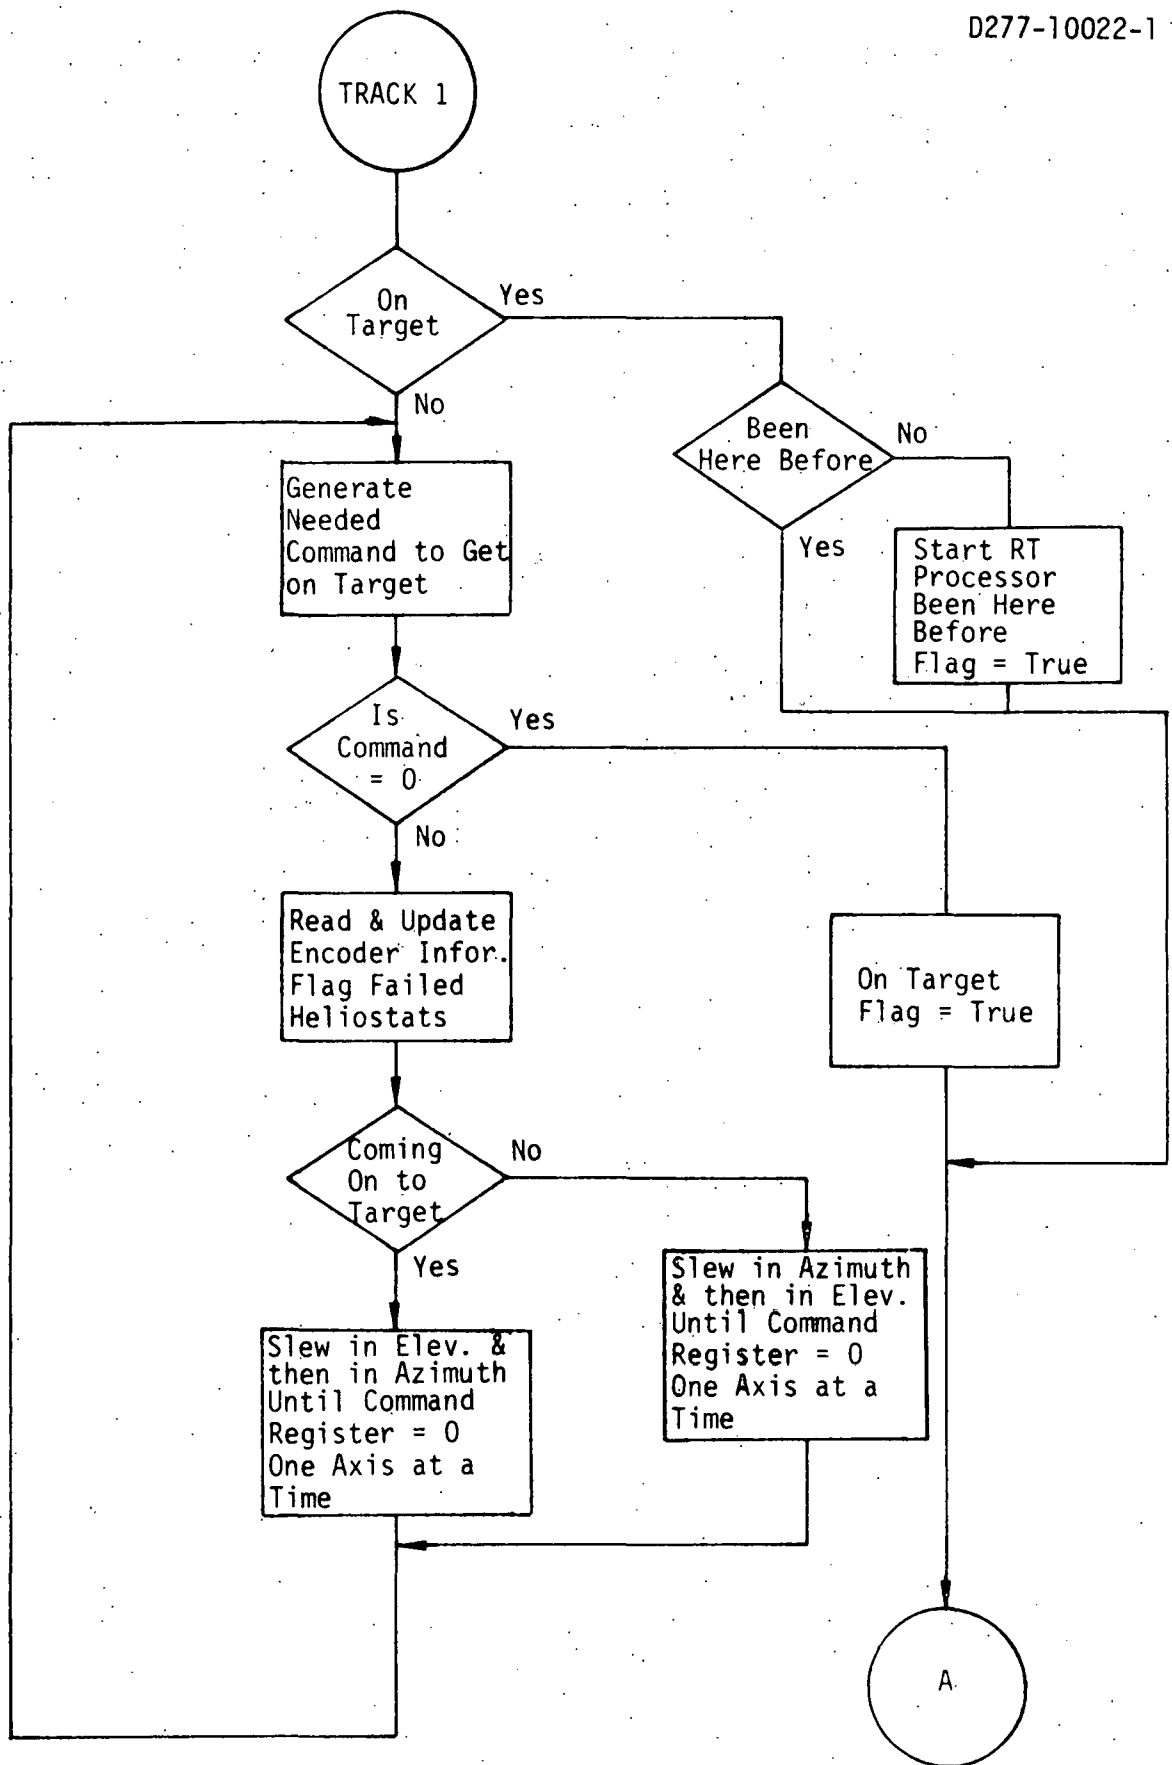 D277-10022-1
TRACK 1
On
Target
Yes
No
Been
Here Before
No
Yes
Start RT
Processor
Been Here
Before
Flag = True
Generate
Needed
Command to Get
on Target
Is
Command
= 0
Yes
No
Read & Update
Encoder Infor.
Flag Failed
Heliostats
On Target
Flag = True
Coming
On to
Target
No
Yes
Slew in Azimuth
& then in Elev.
Until Command
Register = 0
One Axis at a
Time
Slew in Elev. &
then in Azimuth
Until Command
Register = 0
One Axis at a
Time
A